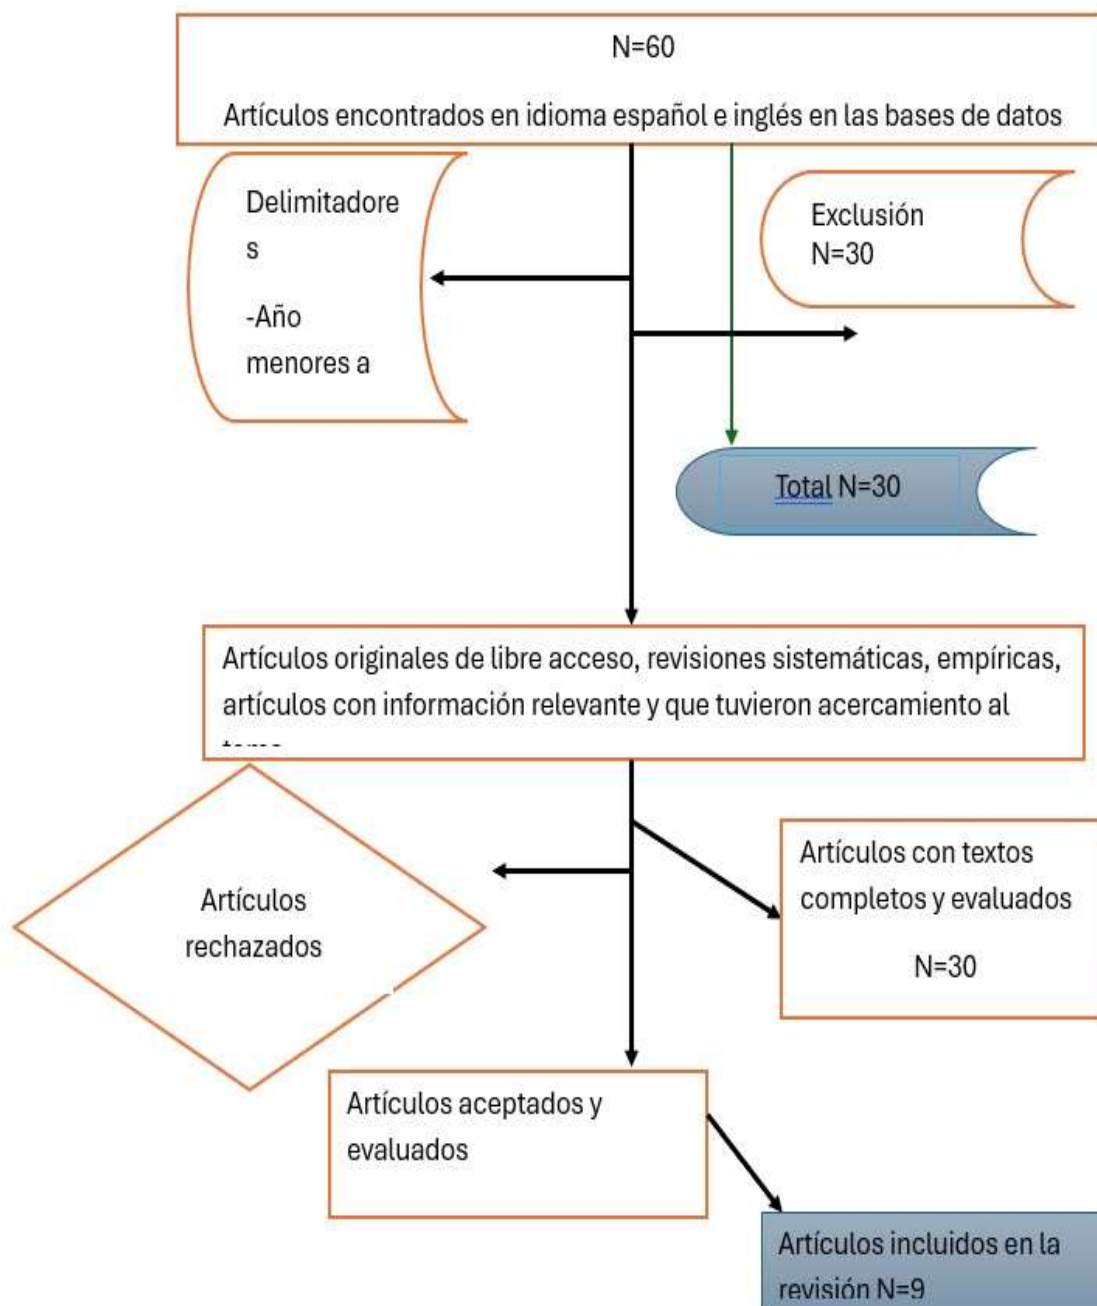 N=60
Artículos encontrados en idioma español e inglés en las bases de datos
Delimitadore
s
-Año
menores a
Exclusión
N=30
Total N=30
Artículos originales de libre acceso, revisiones sistemáticas, empíricas,
artículos con información relevante y que tuvieron acercamiento al
Artículos
rechazados
Artículos con textos
completos y evaluados
N=30
Artículos aceptados y
evaluados
Artículos incluidos en la
revisión N=9